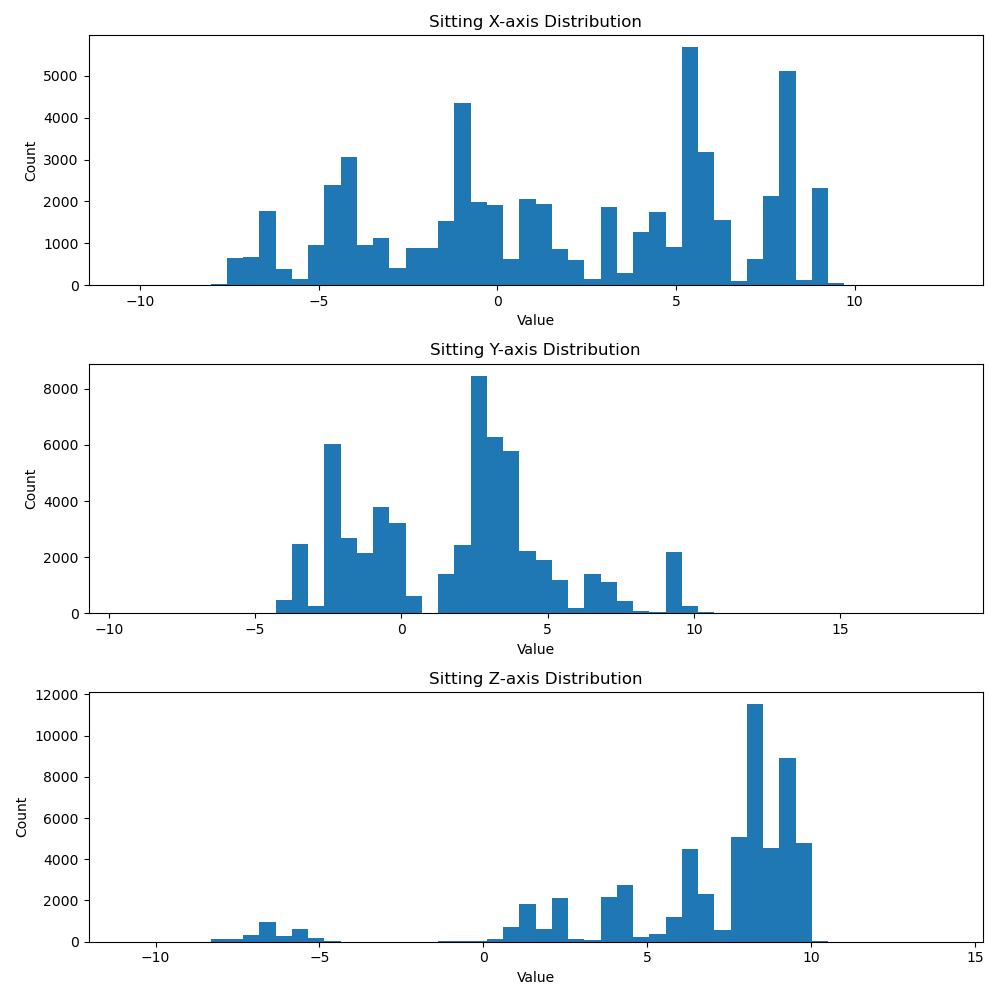 Sitting X-axis Distribution
5000
4000
3000
2000
1000
0
Count
−10 −5 0 5 10
Value
Sitting Y-axis Distribution
8000
6000
4000
2000
0
Count
−10 −5 0 5 10 15
Value
Sitting Z-axis Distribution
12000
10000
8000
6000
4000
2000
0
Count
−10 −5 0 5 10 15
Value